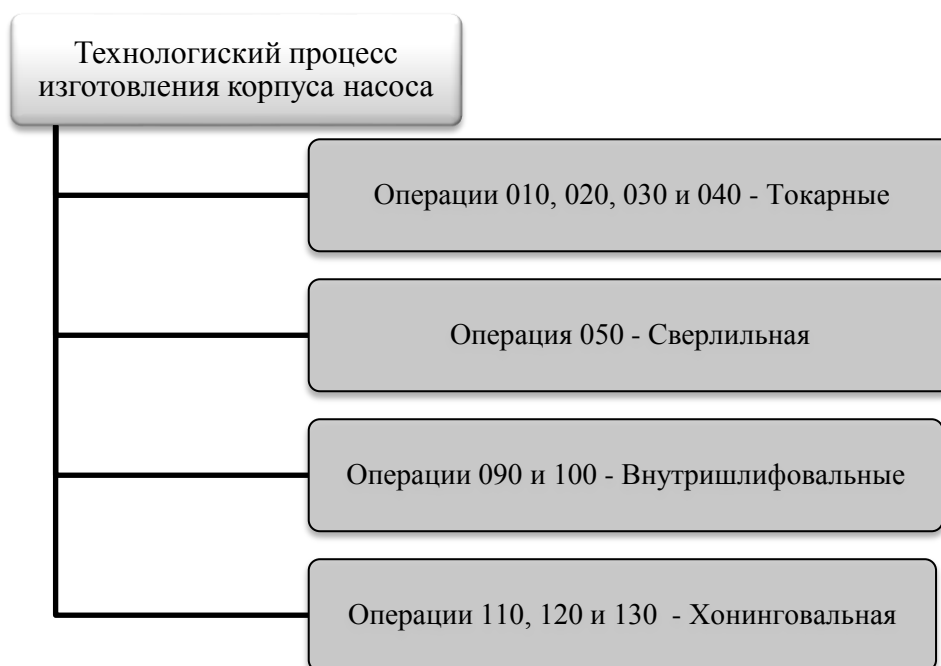 Технологиский процесс
изготовления корпуса насоса
Операции 010, 020, 030 и 040 - Токарные
Операция 050 - Сверлильная
Операции 090 и 100 - Внутришлифовальные
Операции 110, 120 и 130 - Хонинговальная